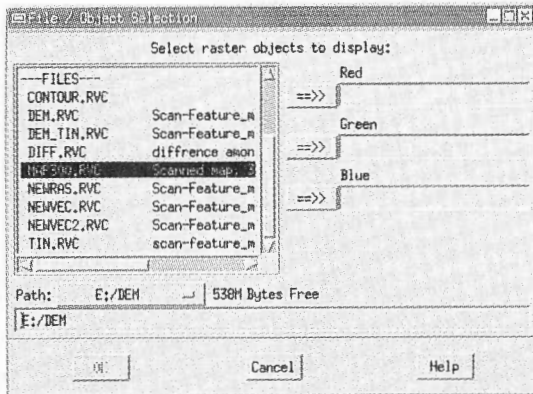 File / Object Selection
Select raster objects to display:
---FILES---
CONTOUR.RVC
DEM.RVC Scan-Feature_m
DEM_TIN.RVC Scan-Feature_m
DIFF.RVC diffrence amon
Scanned map,
NEWRAS.RVC Scan-Feature_m
NEWVEC.RVC Scan-Feature_m
NEWVEC2.RVC Scan-Feature_m
TIN.RVC scan-Feature_m
Red
==>>
Green
==>>
Blue
==>>
Path: E:/DEM 538M Bytes Free
E:/DEM
OK Cancel Help